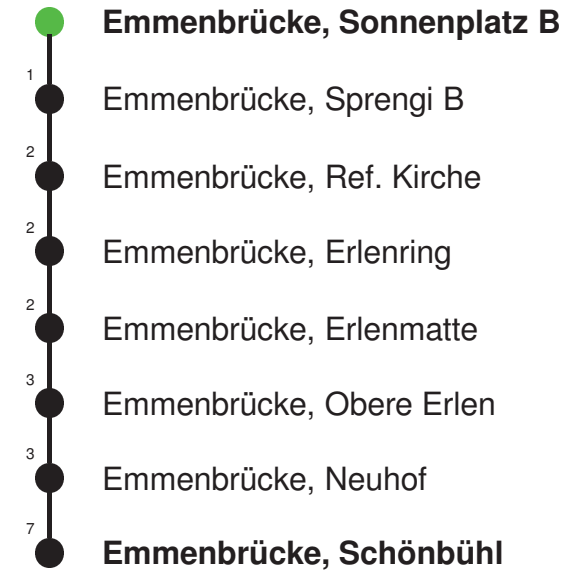 Emmenbrücke, Sonnenplatz B
1
Emmenbrücke, Sprengi B
2
Emmenbrücke, Ref. Kirche
2
Emmenbrücke, Erlenring
2
Emmenbrücke, Erlenmatte
3
Emmenbrücke, Obere Erlen
3
Emmenbrücke, Neuhof
7
Emmenbrücke, Schönbühl